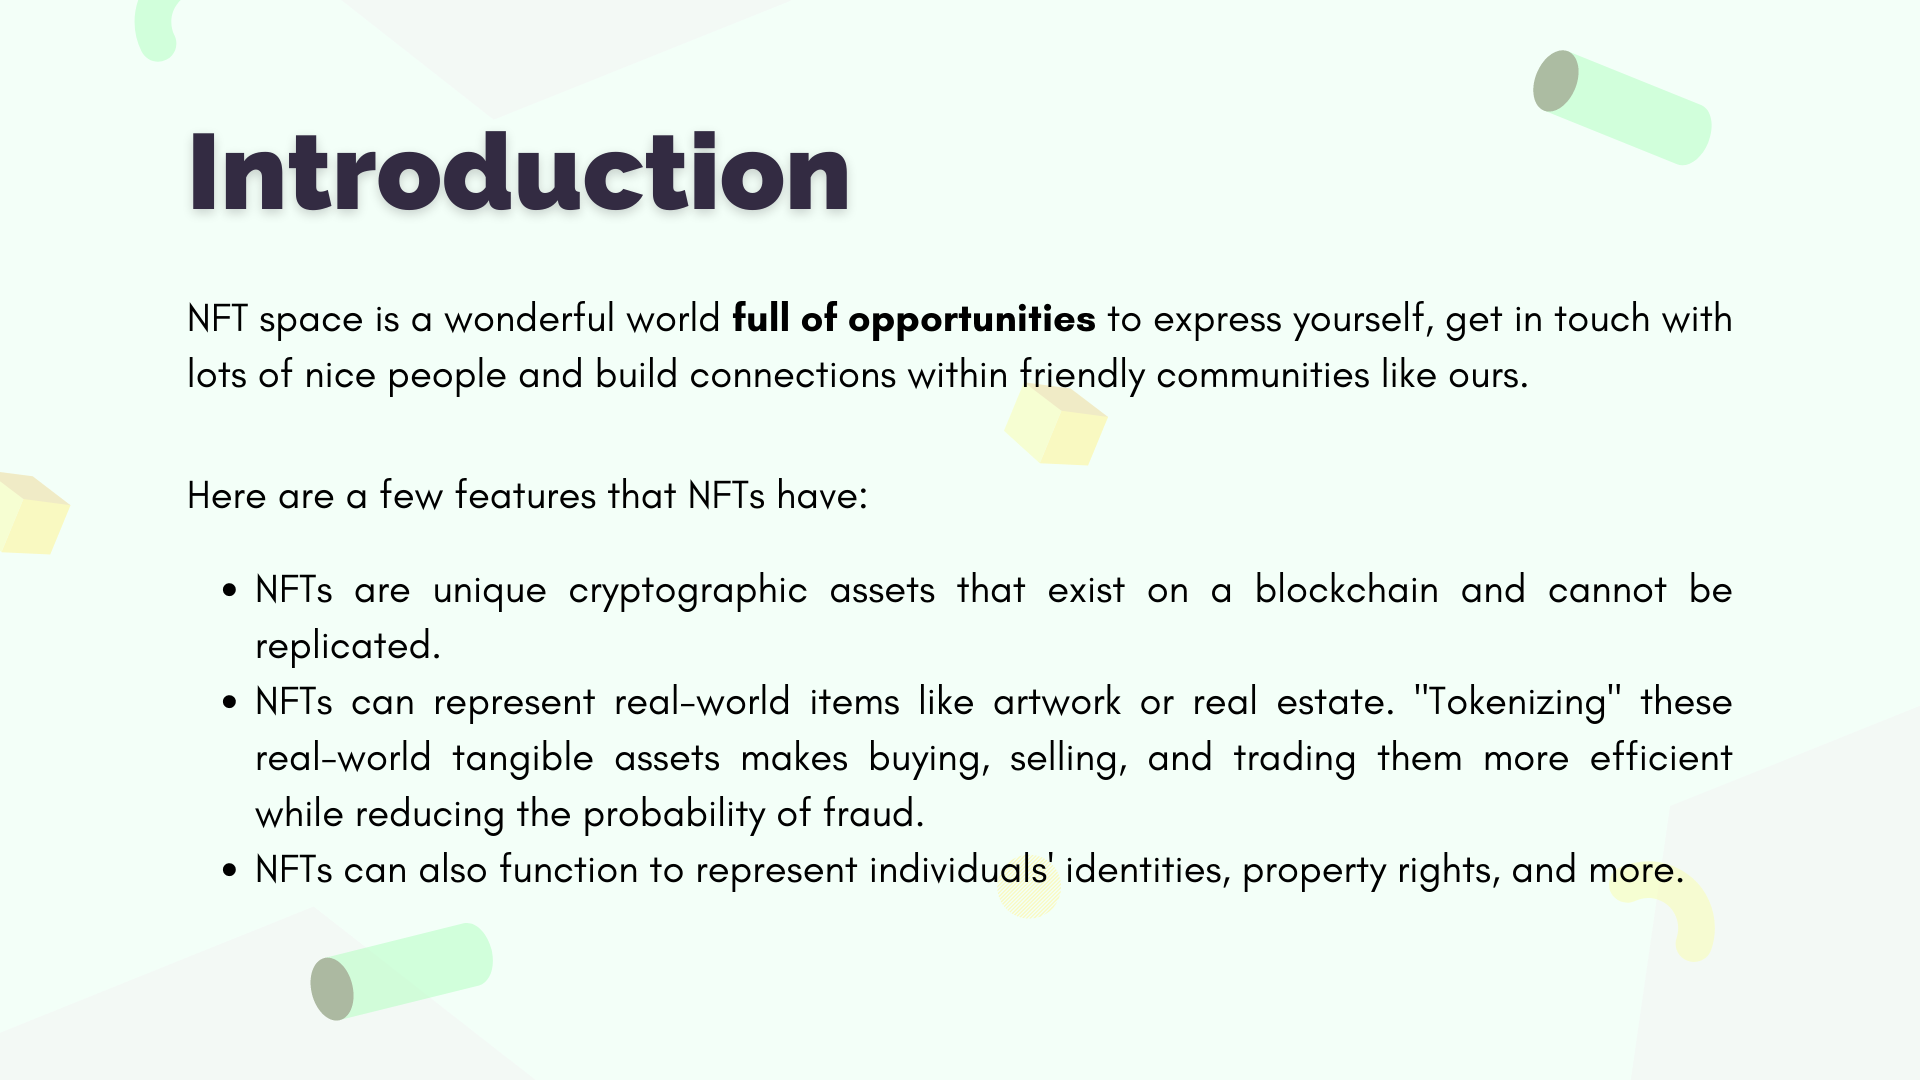 Introduction
NFT space is a wonderful world full of opportunities to express yourself, get in touch with
lots of nice people and build connections within friendly communities like ours.
Here are a few features that NFTs have:
• NFTs are unique cryptographic assets that exist on a blockchain and cannot be
replicated.
• NFTs can represent real-world items like artwork or real estate. "Tokenizing" these
real-world tangible assets makes buying, selling, and trading them more efficient
while reducing the probability of fraud.
• NFTs can also function to represent individuals' identities, property rights, and more.